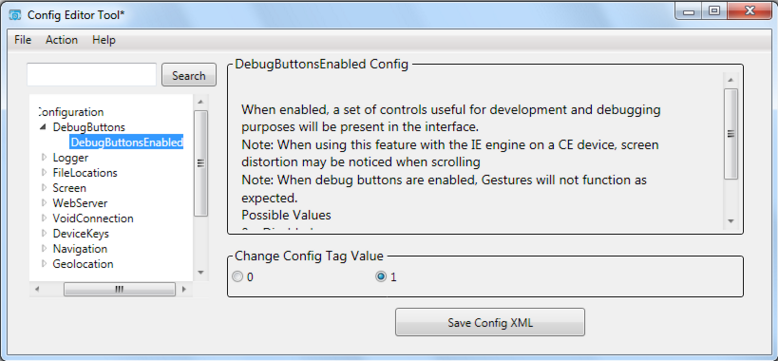 Config Editor Tool*
File Action Help
Search
Configuration
DebugButtons
DebugButtonsEnabled
Logger
FileLocations
Screen
WebServer
VoidConnection
DeviceKeys
Navigation
Geolocation
DebugButtonsEnabled Config
When enabled, a set of controls useful for development and debugging
purposes will be present in the interface.
Note: When using this feature with the IE engine on a CE device, screen
distortion may be noticed when scrolling
Note: When debug buttons are enabled, Gestures will not function as
expected.
Possible Values
Change Config Tag Value
0 1
Save Config XML